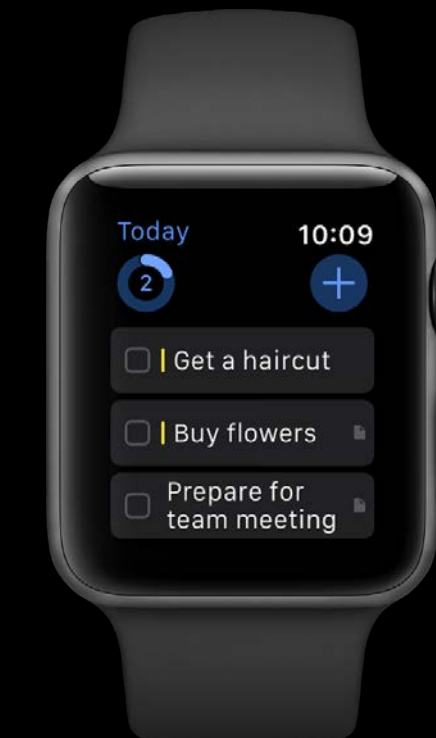 Today
10:09
2
Get a haircut
Buy flowers
Prepare for
team meeting